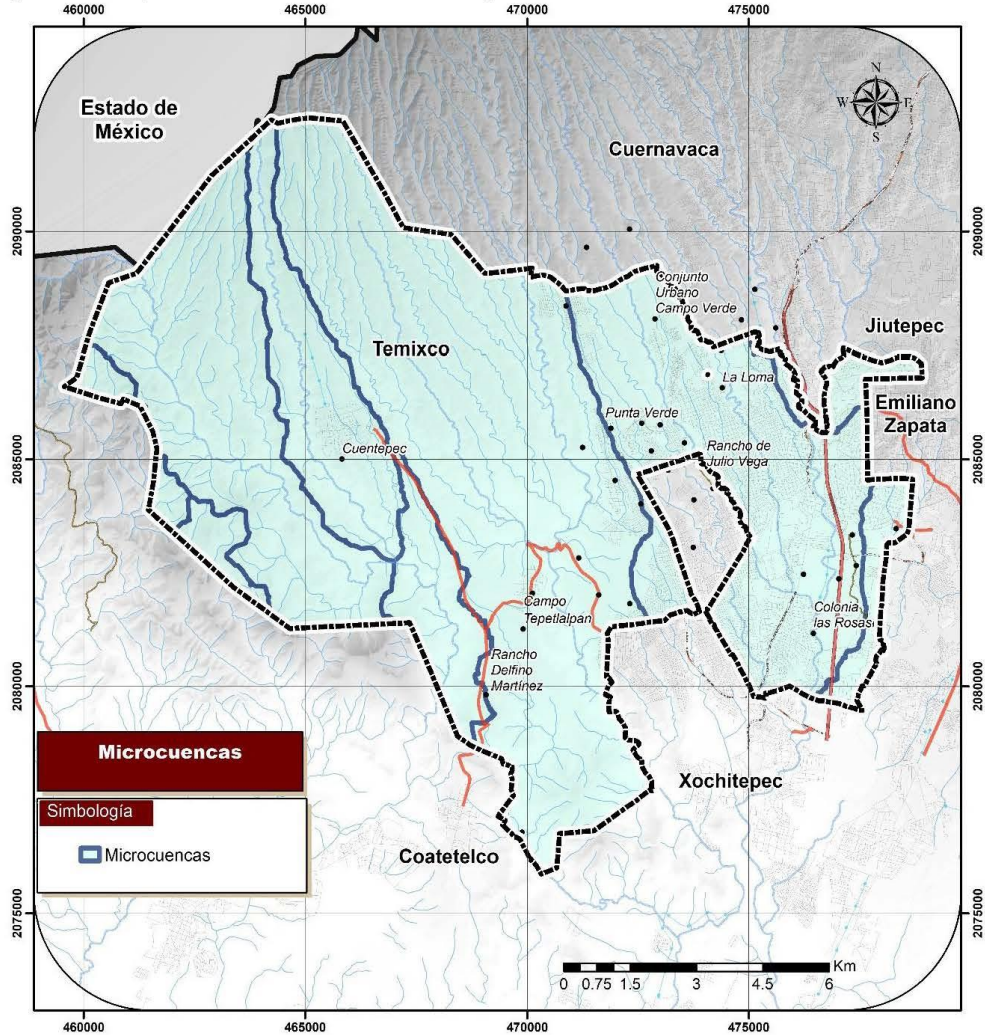 460000
465000
470000
475000
Estado de
México
N
W
E
S
Cuernavaca
2090000
2090000
Conjunto
Urbano
Campo Verde
Jiutepec
Temixco
La Loma
Emiliano
Zapata
Punta Verde
Cuentepec
Rancho de
Julio Vega
2085000
2085000
Campo
Tepetlalpan
Colonia
las Rosas
Rancho
Delfino
Martínez
2080000
2080000
Microcuencas
Simbología
Microcuencas
Xochitepec
Coatetelco
2075000
2075000
Km
0 0.75 1.5 3 4.5 6
460000
465000
470000
475000